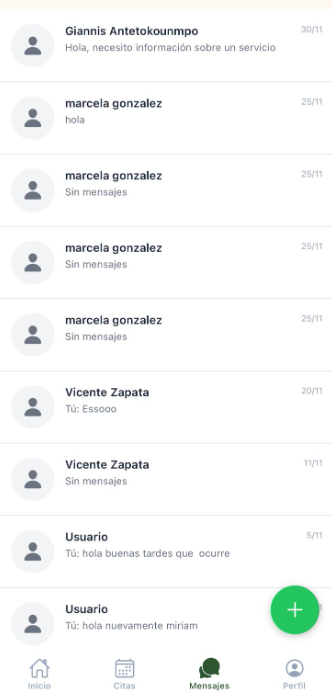 Giannis Antetokounmpo
30/11
Hola, necesito información sobre un servicio
marcela gonzalez
25/11
hola
marcela gonzalez
25/11
Sin mensajes
marcela gonzalez
25/11
Sin mensajes
marcela gonzalez
25/11
Sin mensajes
Vicente Zapata
20/11
Tú: Essooo
Vicente Zapata
11/11
Sin mensajes
Usuario
5/11
Tú: hola buenas tardes que  ocurre
Usuario
Tú: hola nuevamente miriam
Inicio
Citas
Mensajes
Perfil